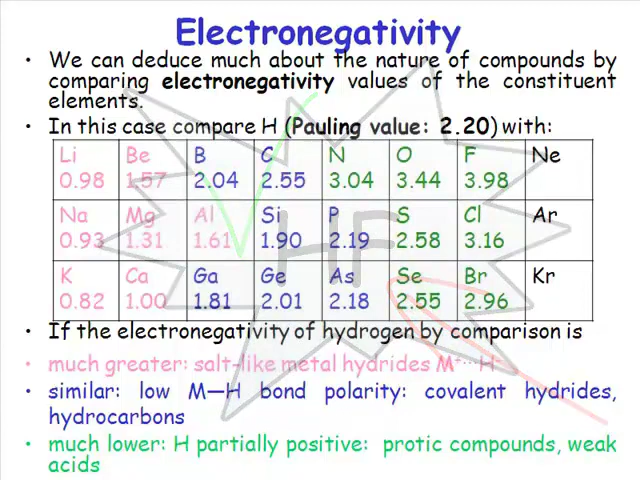 Electronegativity
• We can deduce much about the nature of compounds by
comparing electronegativity values of the constituent
elements.
• In this case compare H (Pauling value: 2.20) with:
Li Be B C N O F Ne
0.98 1.57 2.04 2.55 3.04 3.44 3.98
Na Mg Al Si P S Cl Ar
0.93 1.31 1.61 1.90 2.19 2.58 3.16
K Ca Ga Ge As Se Br Kr
0.82 1.00 1.81 2.01 2.18 2.55 2.96
HF
• If the electronegativity of hydrogen by comparison is
• much greater: salt-like metal hydrides M⁺···H⁻
• similar: low M—H bond polarity: covalent hydrides,
hydrocarbons
• much lower: H partially positive: protic compounds, weak
acids